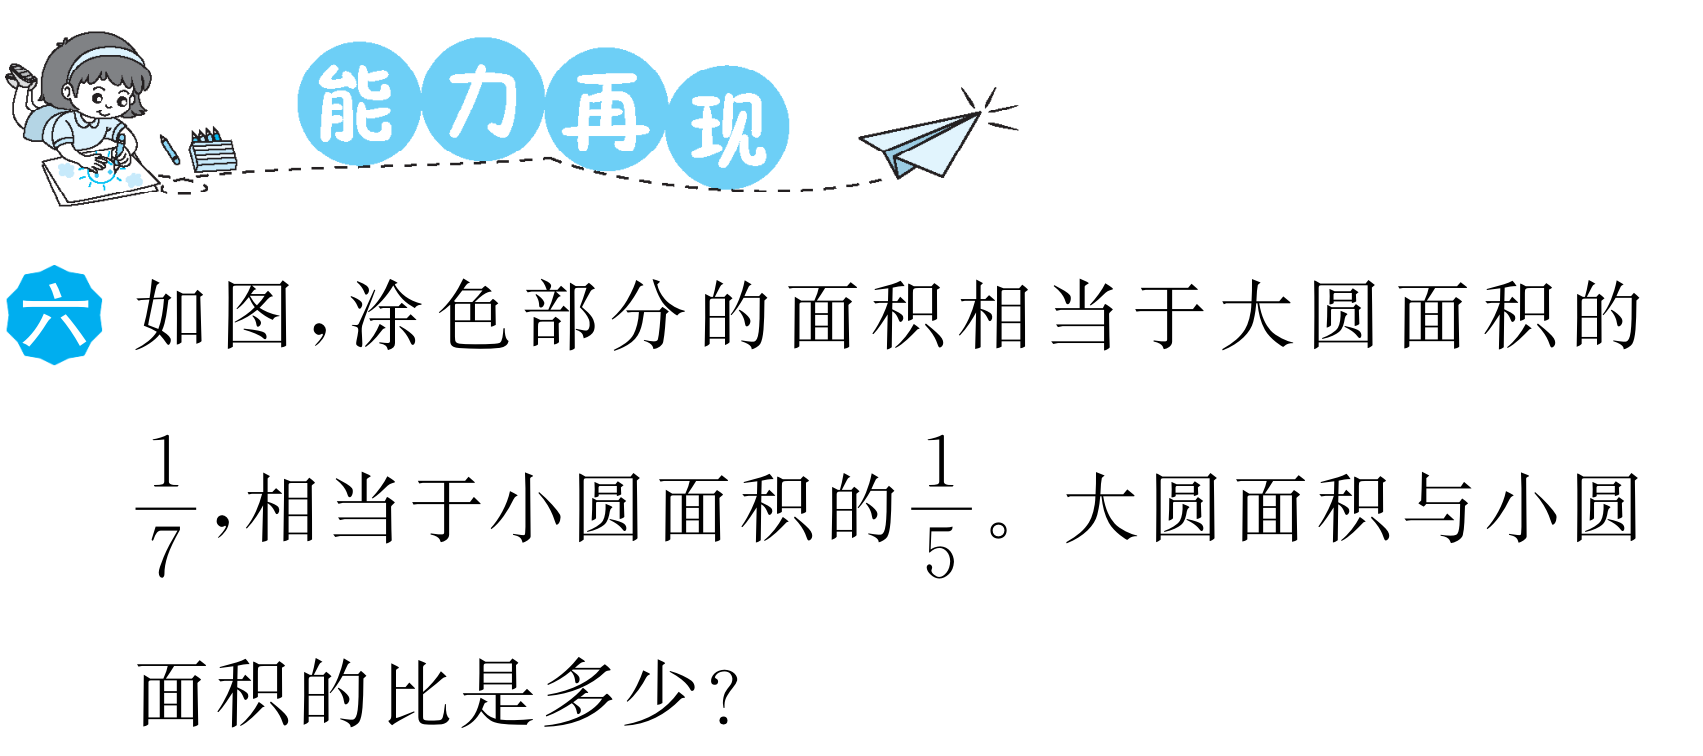 能力再现
六 如图,涂色部分的面积相当于大圆面积的
1/7,相当于小圆面积的1/5。大圆面积与小圆
面积的比是多少?